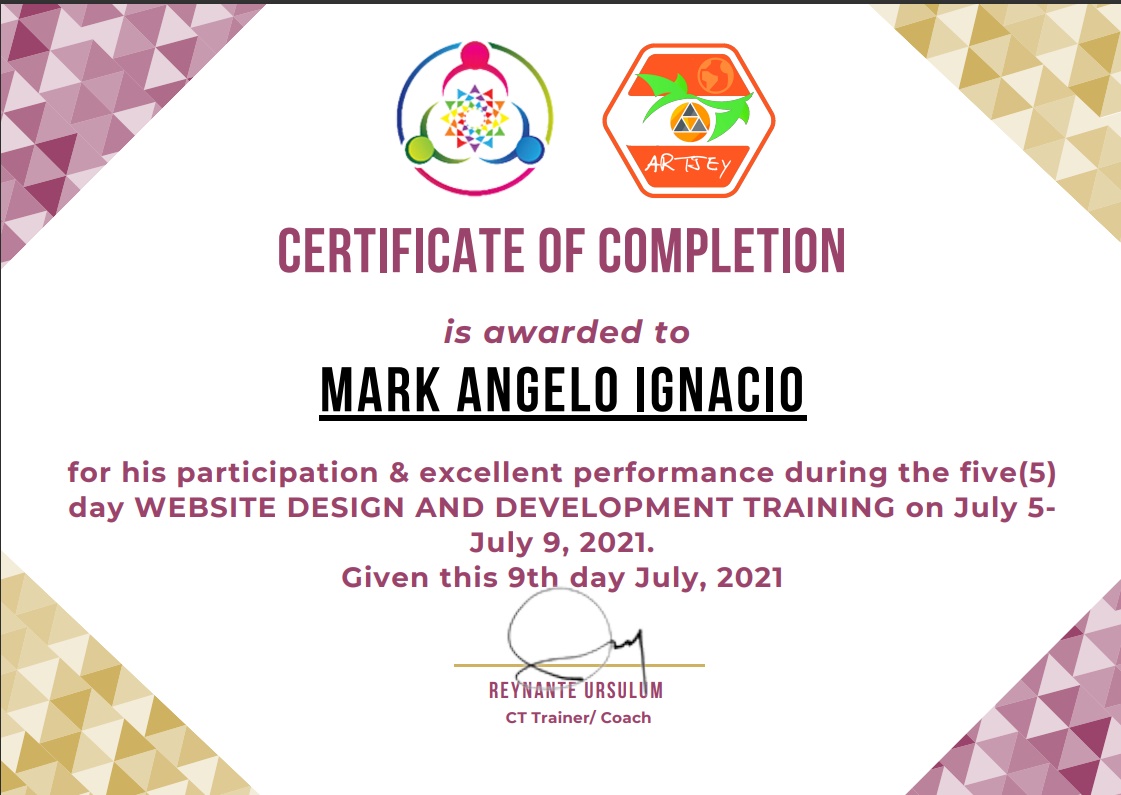 ARTJEY
CERTIFICATE OF COMPLETION
is awarded to
MARK ANGELO IGNACIO
for his participation & excellent performance during the five(5)
day WEBSITE DESIGN AND DEVELOPMENT TRAINING on July 5-
July 9, 2021.
Given this 9th day July, 2021
REYNANTE URSULUM
CT Trainer/ Coach